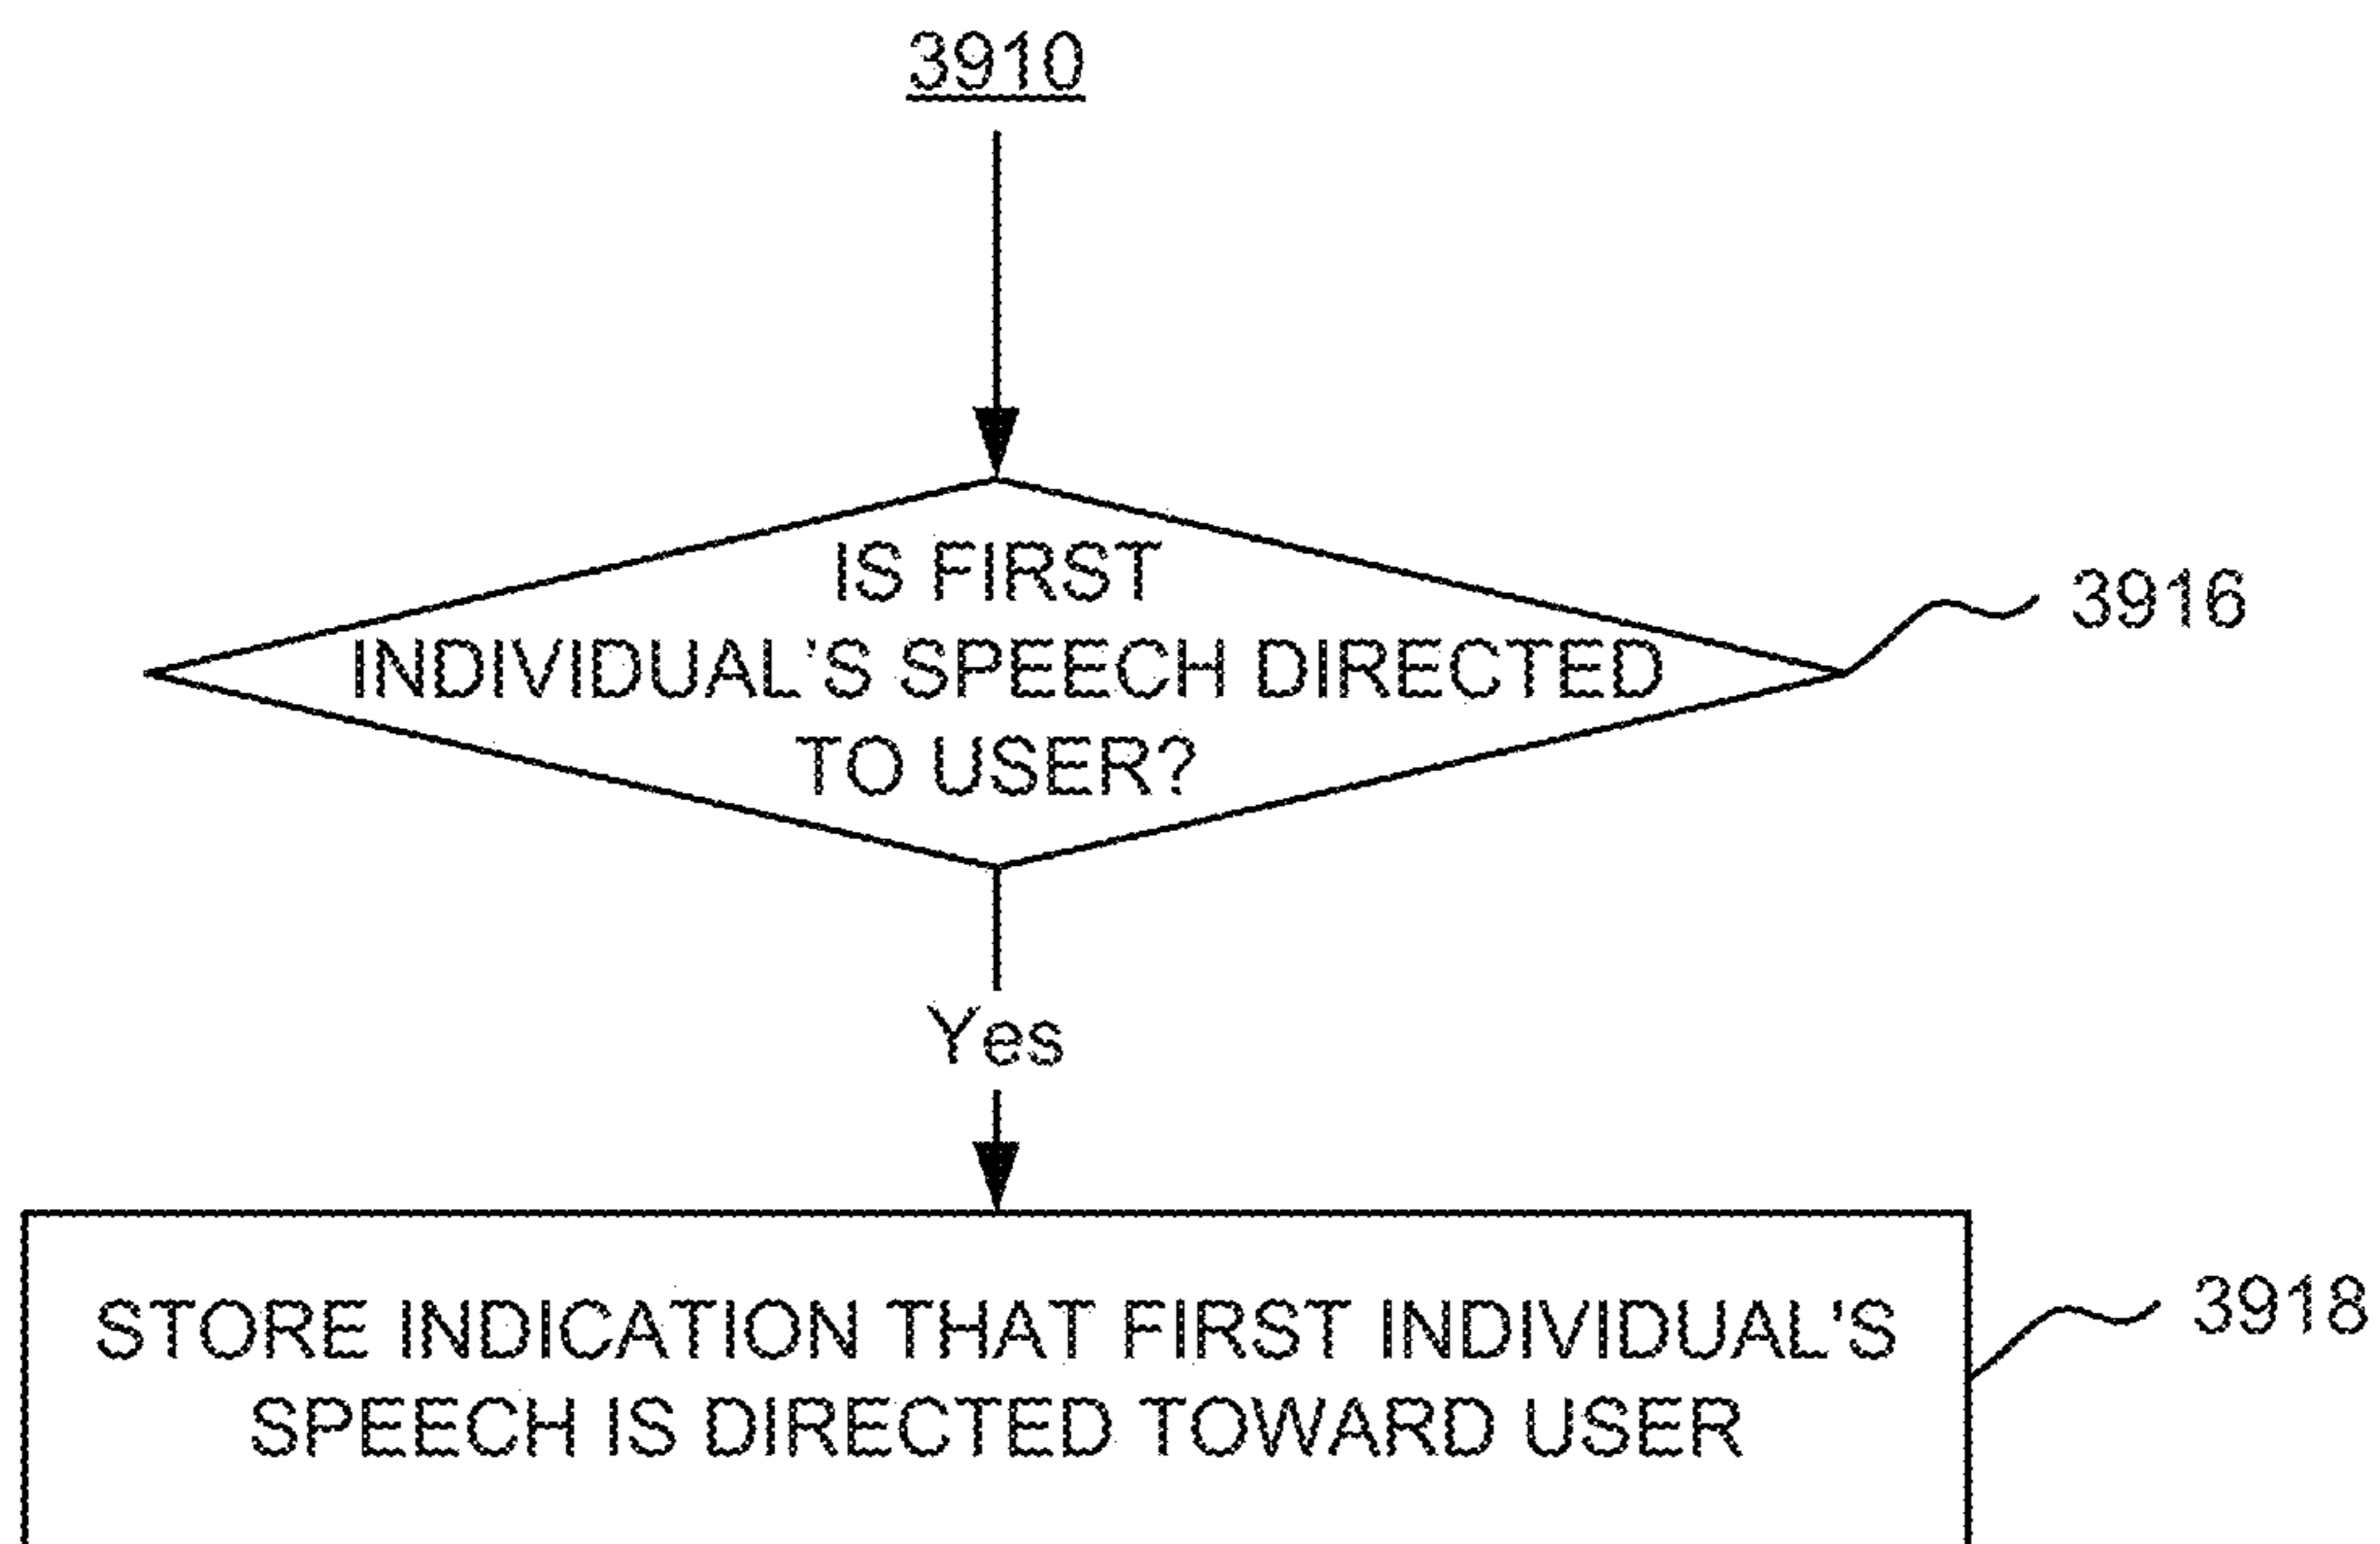 3910
IS FIRST
INDIVIDUAL'S SPEECH DIRECTED
TO USER?
3916
Yes
STORE INDICATION THAT FIRST INDIVIDUAL'S
SPEECH IS DIRECTED TOWARD USER
3918